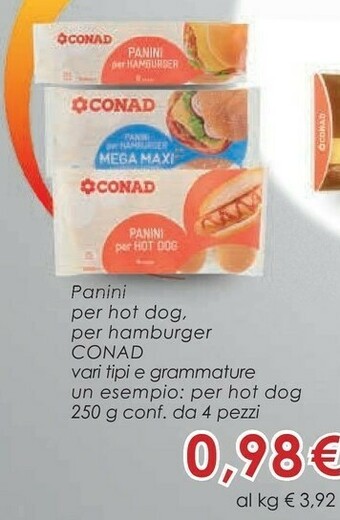 CONAD
PANINI
per HAMBURGER
CONAD
PANINI
per HAMBURGER
MEGA MAXI
CONAD
PANINI
per HOT DOG
CONAD
Panini
per hot dog,
per hamburger
CONAD
vari tipi e grammature
un esempio: per hot dog
250 g conf. da 4 pezzi
0,98€
al kg € 3,92